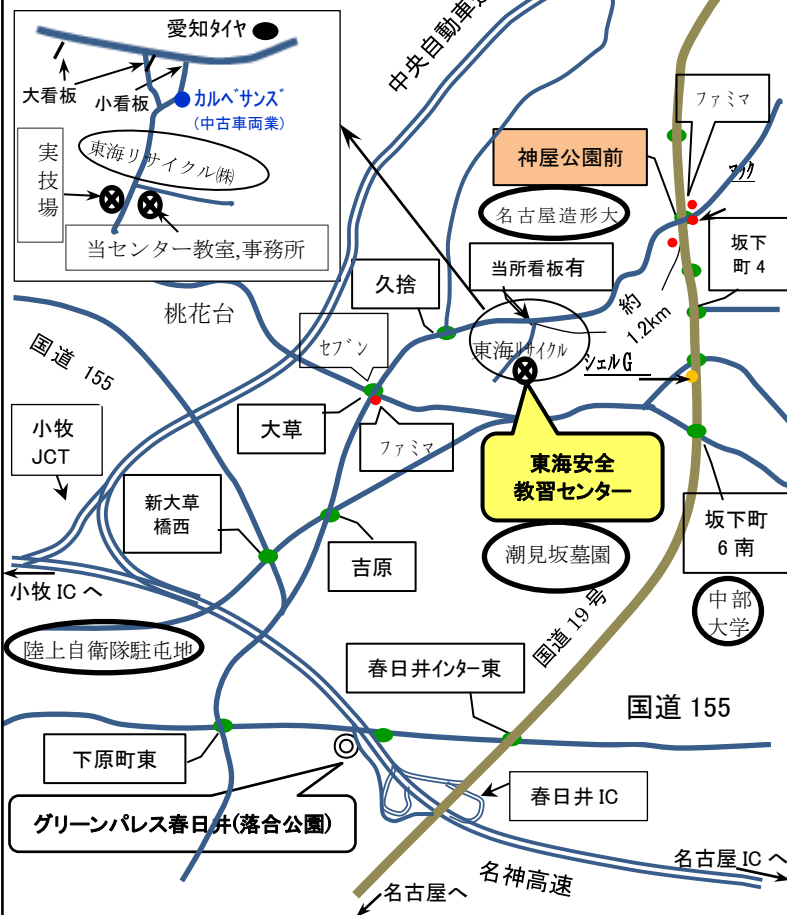 愛知タイヤ
大看板
小看板
カルベサンズ
(中古車両業)
実技場
東海リサイクル㈱
当センター教室,事務所
中央自動車道
ファミマ
神屋公園前
マック
名古屋造形大
坂下
町 4
当所看板有
久捨
桃花台
約
1.2km
国道 155
セブン
東海リサイクル
シェルG
大草
ファミマ
小牧
JCT
東海安全
教習センター
新大草
橋西
吉原
坂下町
6 南
潮見坂墓園
小牧 IC へ
中部
大学
国道 19 号
陸上自衛隊駐屯地
春日井インター東
国道 155
下原町東
春日井 IC
グリーンパレス春日井(落合公園)
名古屋 IC へ
名神高速
名古屋へ